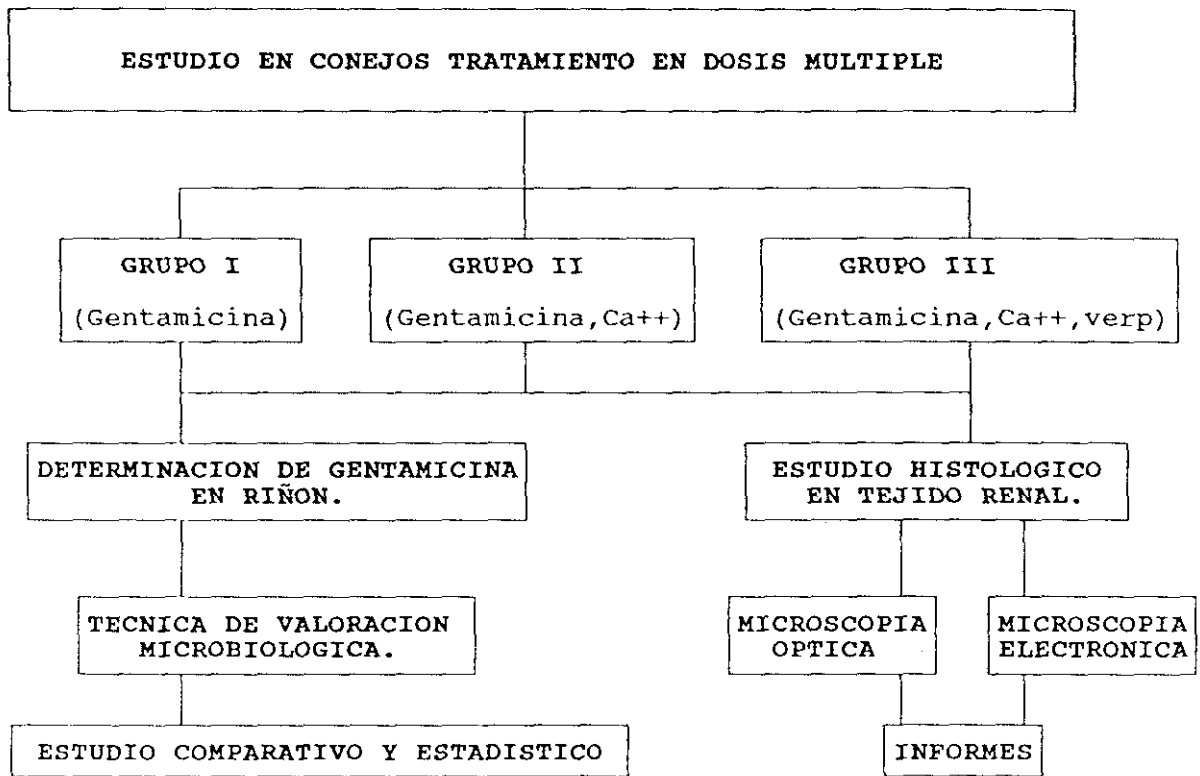 ESTUDIO EN CONEJOS TRATAMIENTO EN DOSIS MULTIPLE
GRUPO I
(Gentamicina)
GRUPO II
(Gentamicina,Ca++)
GRUPO III
(Gentamicina,Ca++,verp)
DETERMINACION DE GENTAMICINA
EN RIÑON.
ESTUDIO HISTOLOGICO
EN TEJIDO RENAL.
TECNICA DE VALORACION
MICROBIOLOGICA.
MICROSCOPIA
OPTICA
MICROSCOPIA
ELECTRONICA
ESTUDIO COMPARATIVO Y ESTADISTICO
INFORMES